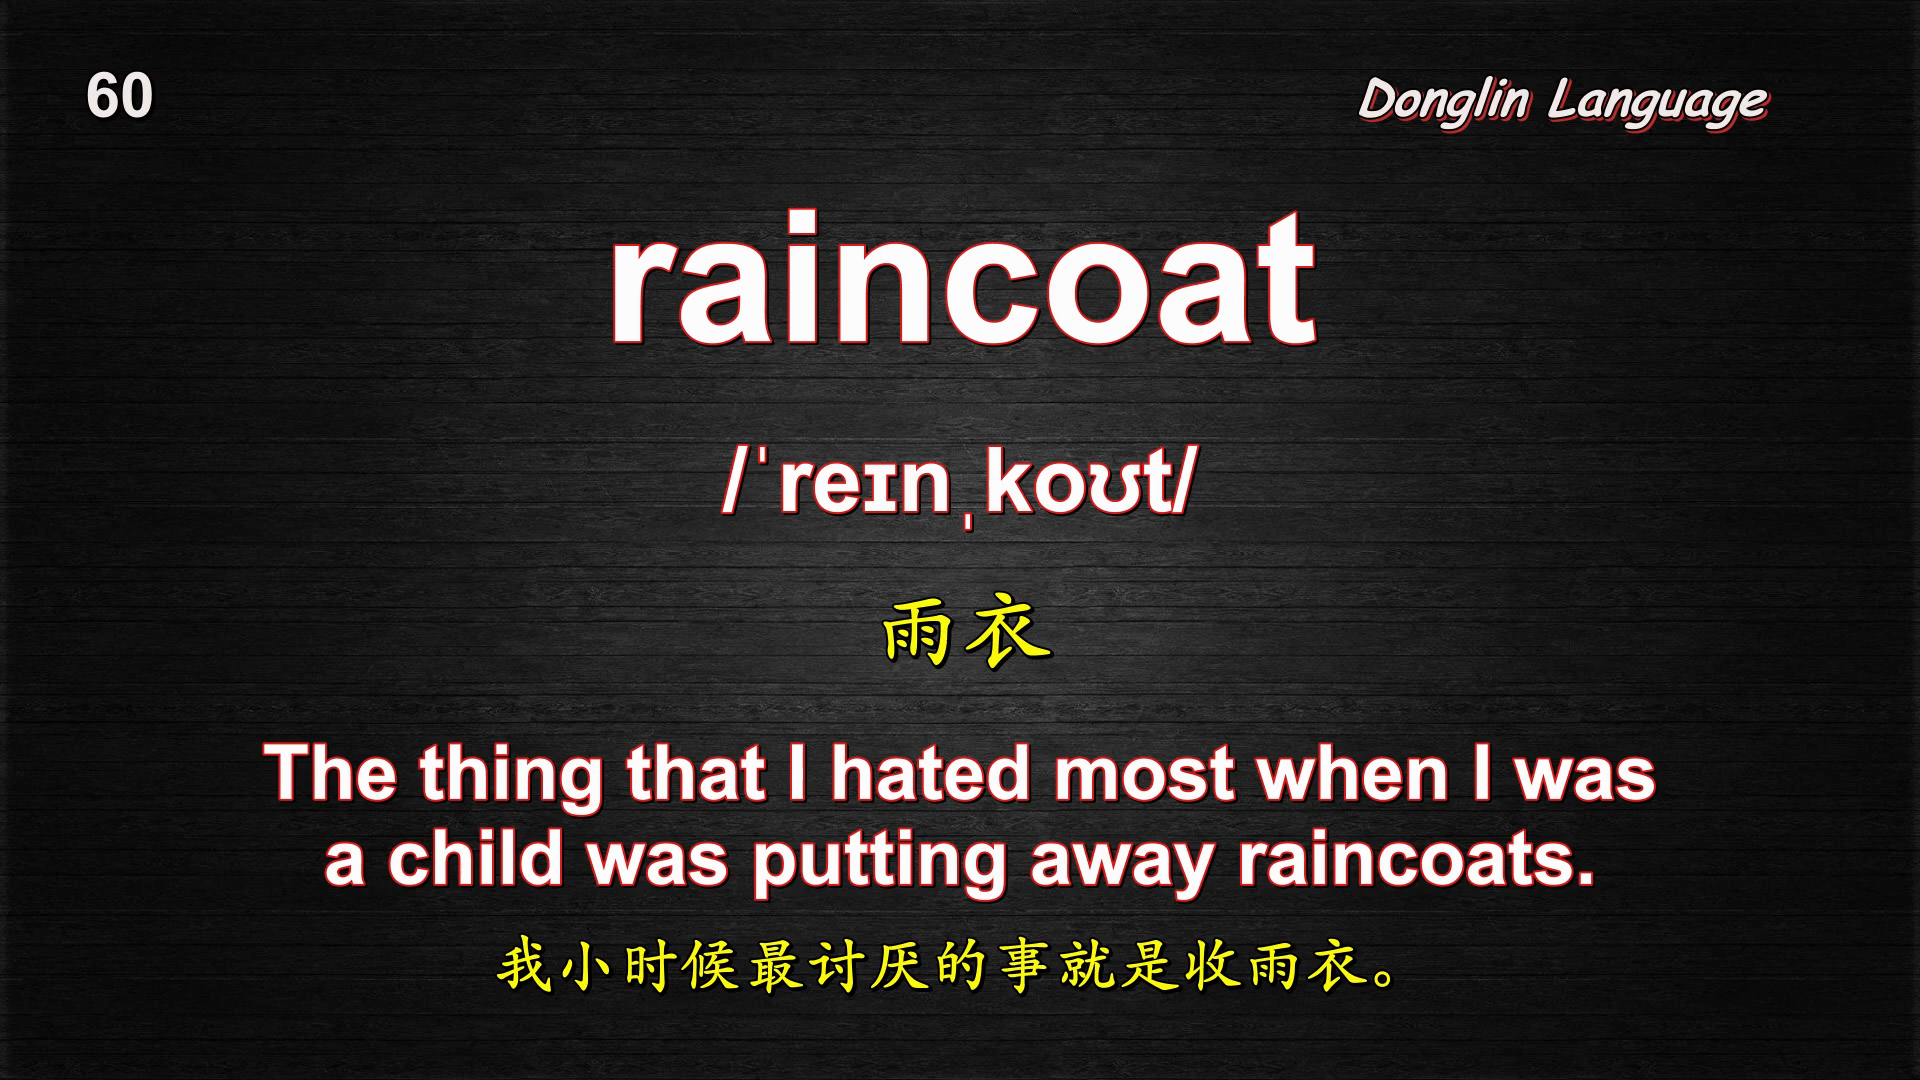 60
Donglin Language
raincoat
/ˈreɪnˌkoʊt/
雨衣
The thing that I hated most when I was
a child was putting away raincoats.
我小时候最讨厌的事就是收雨衣。